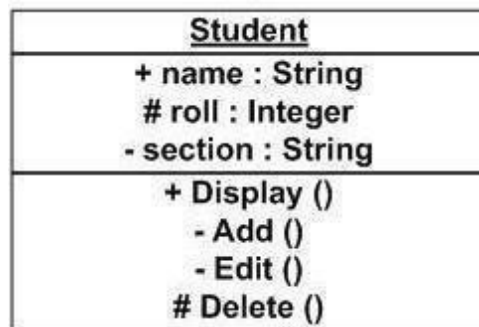 Student
+ name : String
# roll : Integer
- section : String
+ Display ()
- Add ()
- Edit ()
# Delete ()